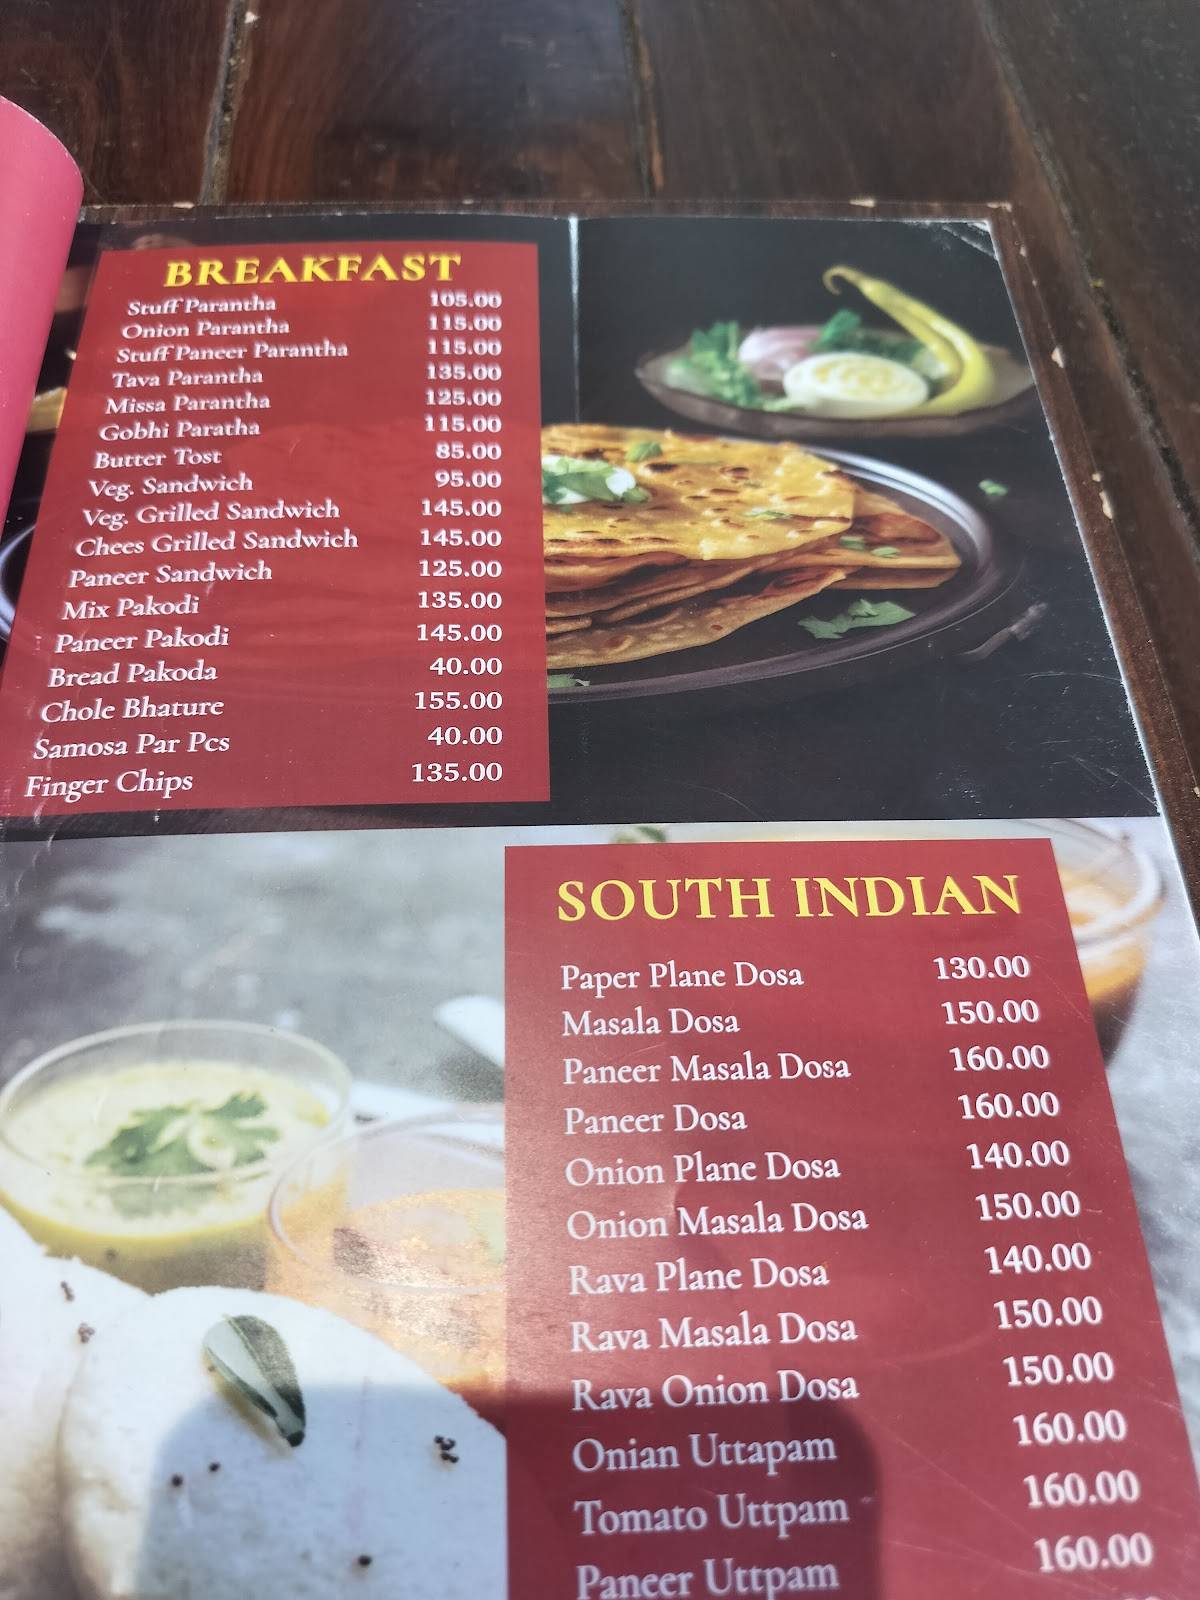 BREAKFAST
Stuff Parantha 105.00
Onion Parantha 115.00
Stuff Paneer Parantha 115.00
Tava Parantha 135.00
Missa Parantha 125.00
Gobhi Paratha 115.00
Butter Tost 85.00
Veg. Sandwich 95.00
Veg. Grilled Sandwich 145.00
Chees Grilled Sandwich 145.00
Paneer Sandwich 125.00
Mix Pakodi 135.00
Paneer Pakodi 145.00
Bread Pakoda 40.00
Chole Bhature 155.00
Samosa Par Pcs 40.00
Finger Chips 135.00
SOUTH INDIAN
Paper Plane Dosa 130.00
Masala Dosa 150.00
Paneer Masala Dosa 160.00
Paneer Dosa 160.00
Onion Plane Dosa 140.00
Onion Masala Dosa 150.00
Rava Plane Dosa 140.00
Rava Masala Dosa 150.00
Rava Onion Dosa 150.00
Onian Uttapam 160.00
Tomato Uttpam 160.00
Paneer Uttpam 160.00